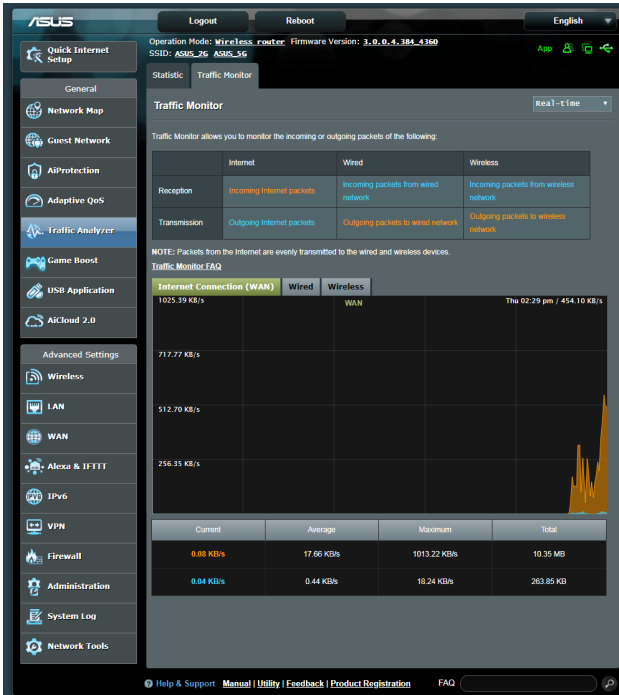 ASUS
Logout
Reboot
English
Operation Mode: Wireless router Firmware Version: 3.0.0.4.384_4360
SSID: ASUS_2G ASUS_5G
App
Quick Internet
Setup
General
Network Map
Guest Network
AiProtection
Adaptive QoS
Traffic Analyzer
Game Boost
USB Application
AiCloud 2.0
Advanced Settings
Wireless
LAN
WAN
Alexa & IFTTT
IPv6
VPN
Firewall
Administration
System Log
Network Tools
Statistic
Traffic Monitor
Traffic Monitor
Real-time
Traffic Monitor allows you to monitor the incoming or outgoing packets of the following:
Internet Wired Wireless
Reception
Incoming Internet packets
Incoming packets from wired
network
Incoming packets from wireless
network
Transmission
Outgoing Internet packets
Outgoing packets to wired network
Outgoing packets to wireless
network
NOTE: Packets from the Internet are evenly transmitted to the wired and wireless devices.
Traffic Monitor FAQ
Internet Connection (WAN) Wired Wireless
1025.39 KB/s
WAN
Thu 02:29 pm / 454.10 KB/s
717.77 KB/s
512.70 KB/s
256.35 KB/s
Current Average Maximum Total
0.08 KB/s 17.66 KB/s 1013.22 KB/s 10.35 MB
0.04 KB/s 0.44 KB/s 18.24 KB/s 263.85 KB
Help & Support Manual | Utility | Feedback | Product Registration FAQ